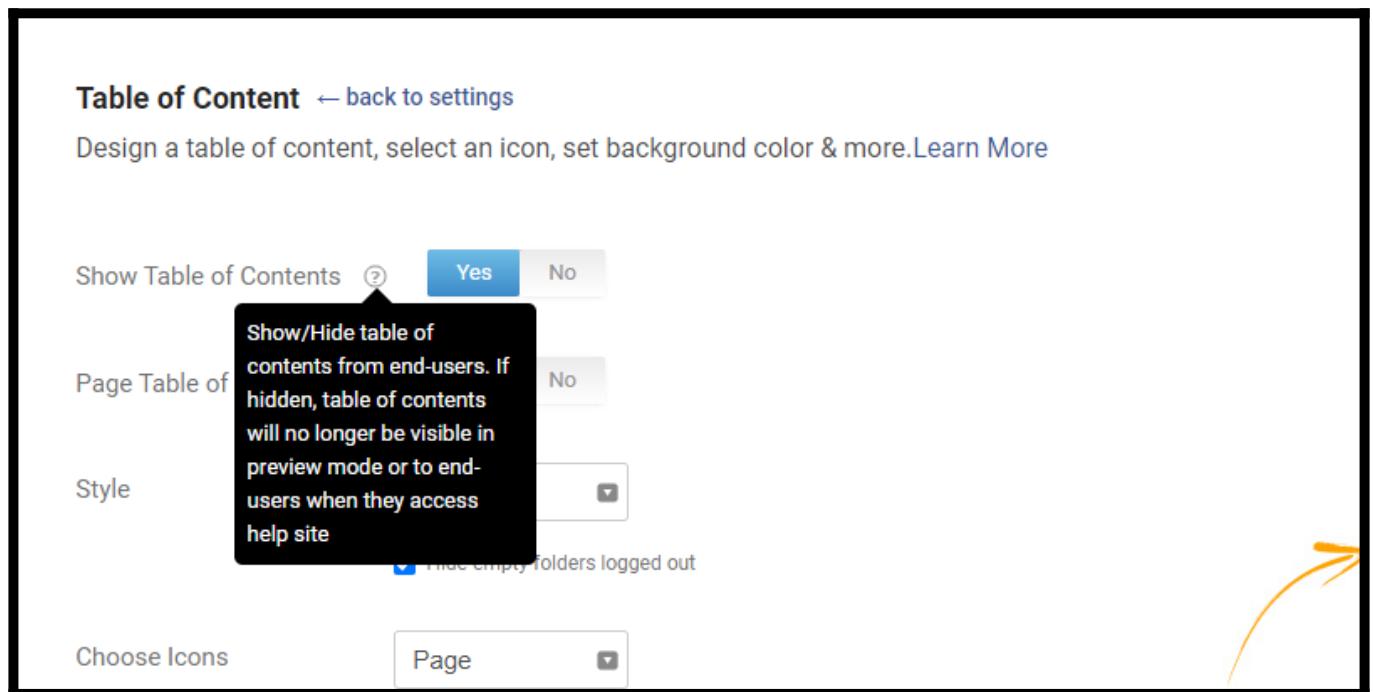 Table of Content ← back to settings
Design a table of content, select an icon, set background color & more.Learn More
Show Table of Contents ? Yes No
Show/Hide table of
contents from end-users. If
hidden, table of contents
will no longer be visible in
preview mode or to end-
users when they access
help site
Page Table of No
Style
Hide empty folders logged out
Choose Icons Page